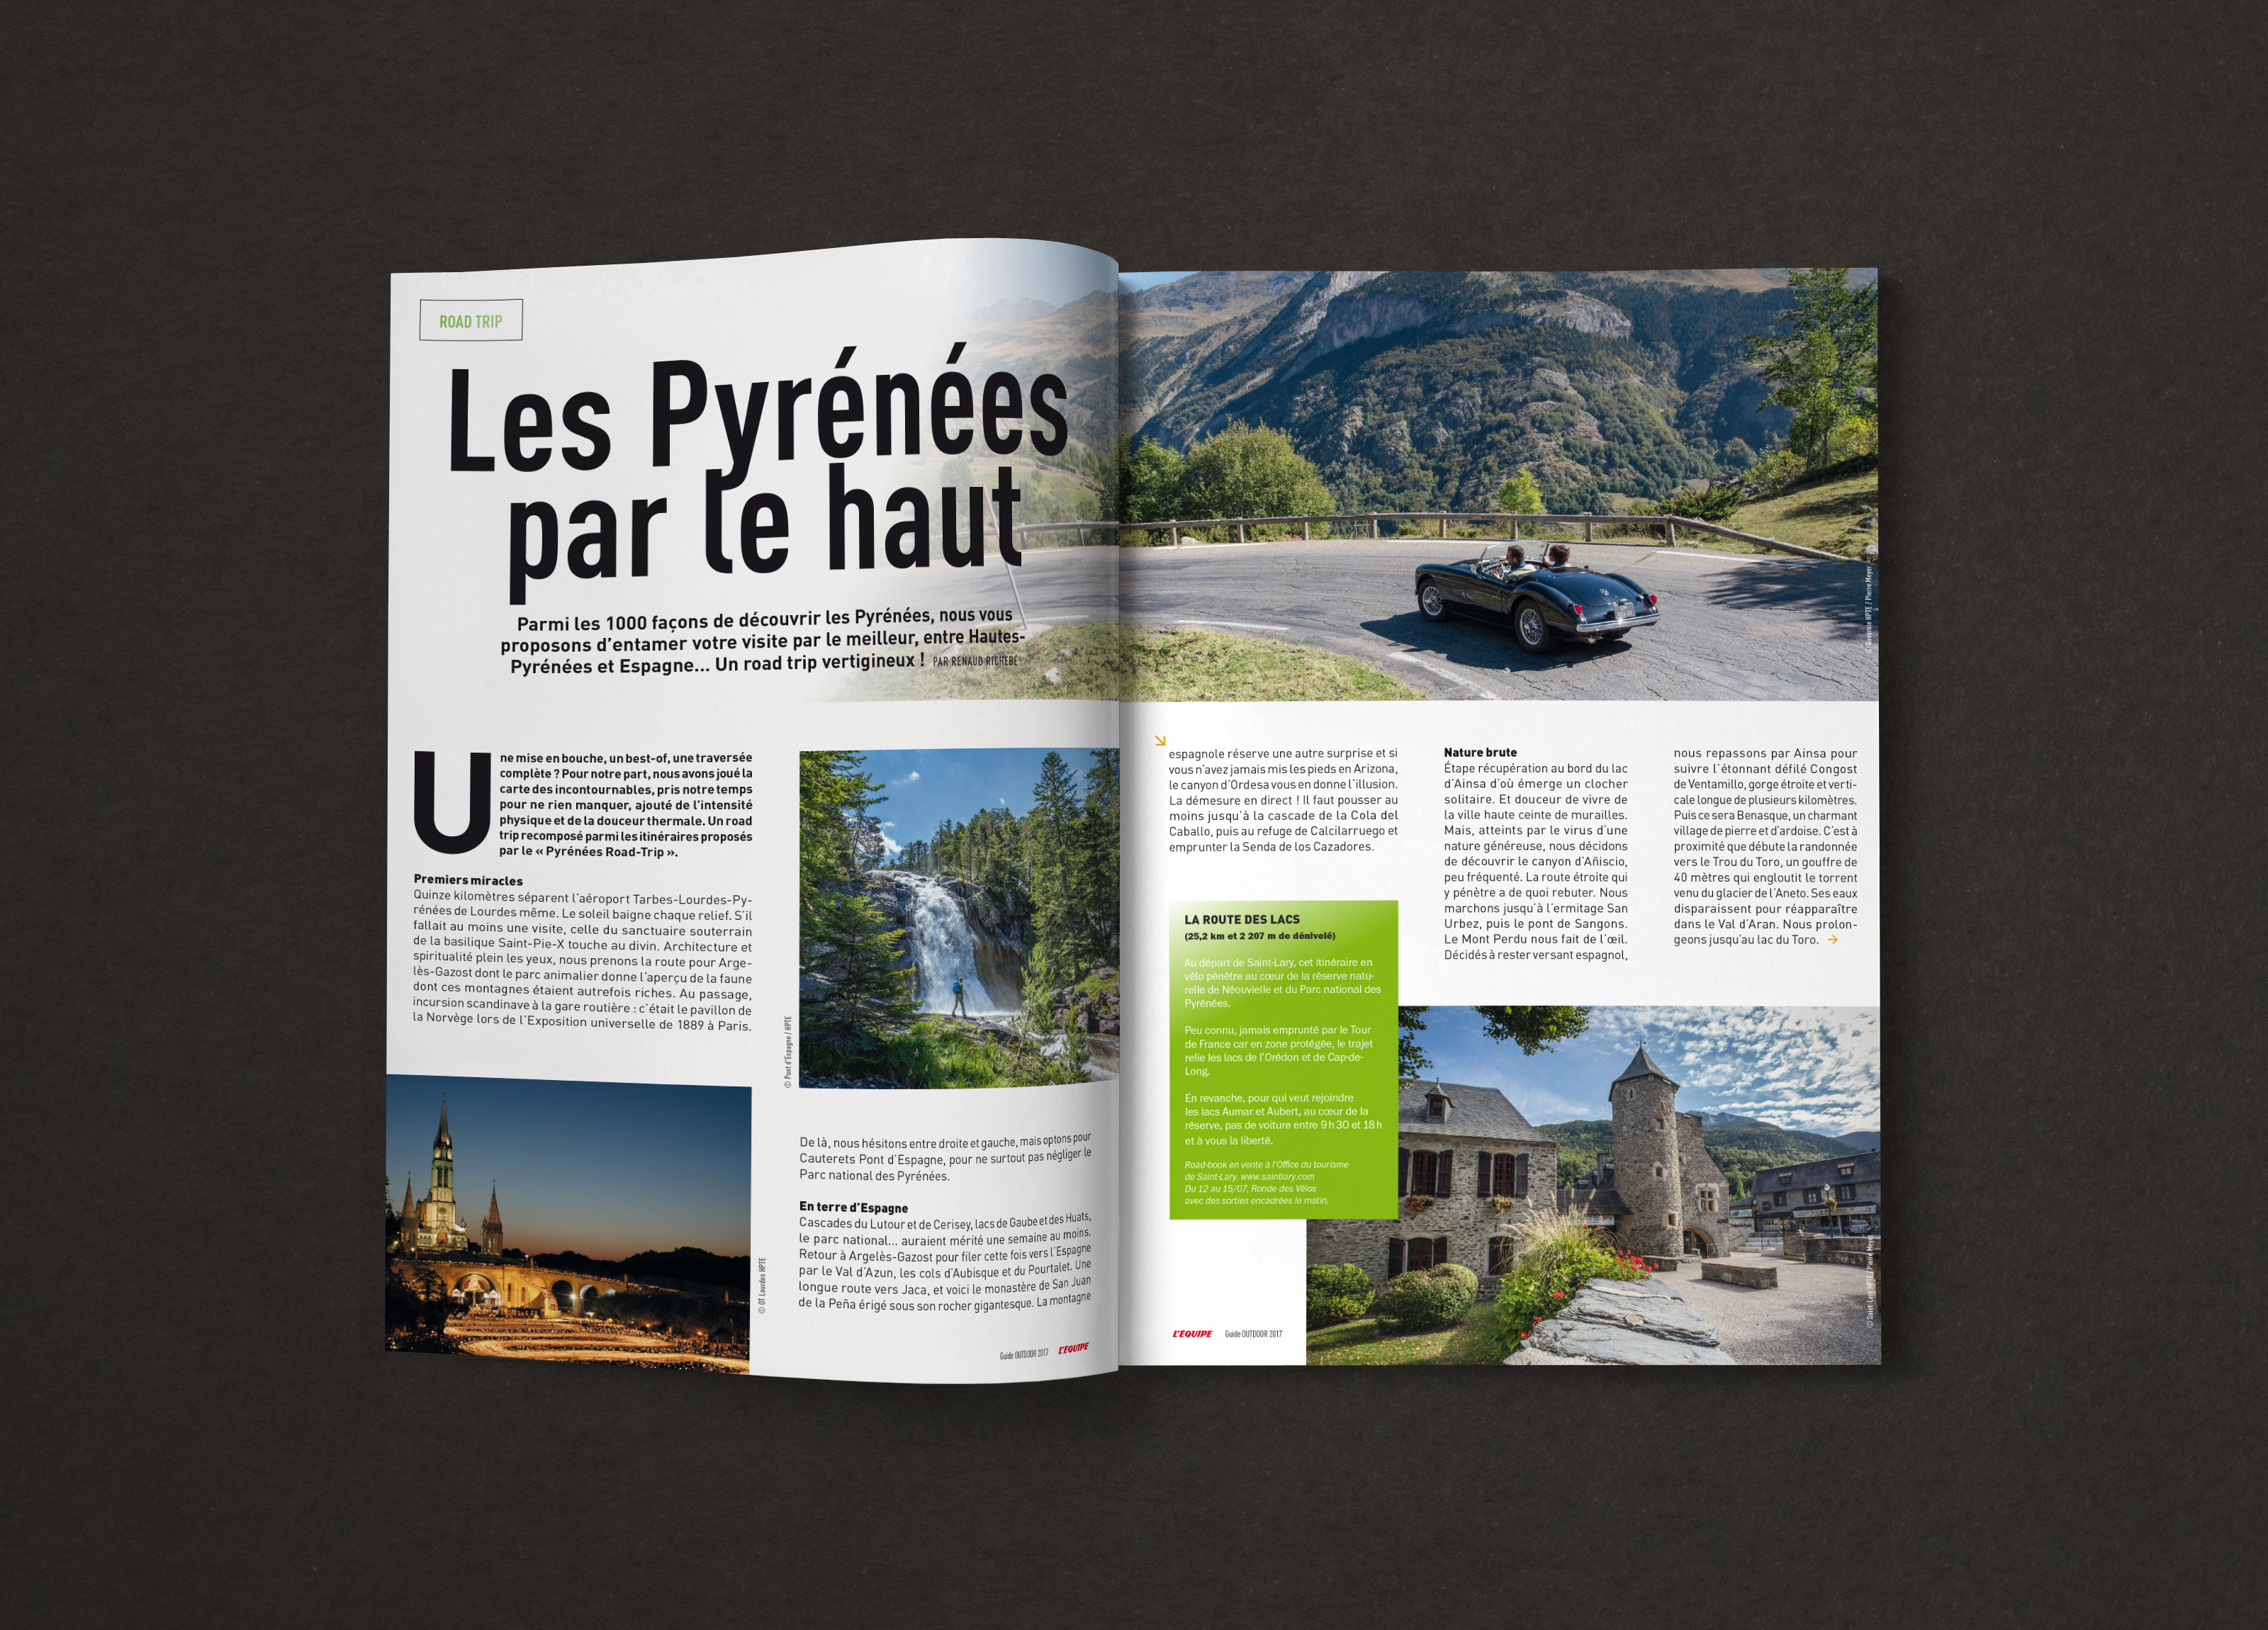 ROAD TRIP
Les Pyrénées
par le haut
Parmi les 1000 façons de découvrir les Pyrénées, nous vous
proposons d'entamer votre visite par le meilleur, entre Hautes-
Pyrénées et Espagne... Un road trip vertigineux ! PAR RENAUD RICHEBÉ
Une mise en bouche, un best-of, une traversée
complète ? Pour notre part, nous avons joué la
carte des incontournables, pris notre temps
pour ne rien manquer, ajouté de l'intensité
physique et de la douceur thermale. Un road
trip recomposé parmi les itinéraires proposés
par le « Pyrénées Road-Trip ».
Premiers miracles
Quinze kilomètres séparent l'aéroport Tarbes-Lourdes-Py-
rénées de Lourdes même. Le soleil baigne chaque relief. S'il
fallait au moins une visite, celle du sanctuaire souterrain
de la basilique Saint-Pie-X touche au divin. Architecture et
spiritualité plein les yeux, nous prenons la route pour Arge-
lès-Gazost dont le parc animalier donne l'aperçu de la faune
dont ces montagnes étaient autrefois riches. Au passage,
incursion scandinave à la gare routière : c'était le pavillon de
la Norvège lors de l'Exposition universelle de 1889 à Paris.
© OT Lourdes HPTE
© Pont d'Espagne / HPTE
De là, nous hésitons entre droite et gauche, mais optons pour
Cauterets Pont d'Espagne, pour ne surtout pas négliger le
Parc national des Pyrénées.
En terre d'Espagne
Cascades du Lutour et de Cerisey, lacs de Gaube et des Huats,
le parc national... auraient mérité une semaine au moins.
Retour à Argelès-Gazost pour filer cette fois vers l'Espagne
par le Val d'Azun, les cols d'Aubisque et du Pourtalet. Une
longue route vers Jaca, et voici le monastère de San Juan
de la Peña érigé sous son rocher gigantesque. La montagne
Guide OUTDOOR 2017 L'EQUIPE
© Gavarnie HPTE / Pierre Meyer
espagnole réserve une autre surprise et si
vous n'avez jamais mis les pieds en Arizona,
le canyon d'Ordesa vous en donne l'illusion.
La démesure en direct ! Il faut pousser au
moins jusqu'à la cascade de la Cola del
Caballo, puis au refuge de Calcilarruego et
emprunter la Senda de los Cazadores.
LA ROUTE DES LACS
(25,2 km et 2 207 m de dénivelé)
Au départ de Saint-Lary, cet itinéraire en
vélo pénètre au cœur de la réserve natu-
relle de Néouvielle et du Parc national des
Pyrénées.
Peu connu, jamais emprunté par le Tour
de France car en zone protégée, le trajet
relie les lacs de l'Orédon et de Cap-de-
Long.
En revanche, pour qui veut rejoindre
les lacs Aumar et Aubert, au cœur de la
réserve, pas de voiture entre 9 h 30 et 18 h
et à vous la liberté.
Road-book en vente à l'Office du tourisme
de Saint-Lary. www.saintlary.com
Du 12 au 15/07, Ronde des Vélos
avec des sorties encadrées le matin.
Nature brute
Étape récupération au bord du lac
d'Ainsa d'où émerge un clocher
solitaire. Et douceur de vivre de
la ville haute ceinte de murailles.
Mais, atteints par le virus d'une
nature généreuse, nous décidons
de découvrir le canyon d'Añiscio,
peu fréquenté. La route étroite qui
y pénètre a de quoi rebuter. Nous
marchons jusqu'à l'ermitage San
Urbez, puis le pont de Sangons.
Le Mont Perdu nous fait de l'œil.
Décidés à rester versant espagnol,
nous repassons par Ainsa pour
suivre l'étonnant défilé Congost
de Ventamillo, gorge étroite et verti-
cale longue de plusieurs kilomètres.
Puis ce sera Benasque, un charmant
village de pierre et d'ardoise. C'est à
proximité que débute la randonnée
vers le Trou du Toro, un gouffre de
40 mètres qui engloutit le torrent
venu du glacier de l'Aneto. Ses eaux
disparaissent pour réapparaître
dans le Val d'Aran. Nous prolon-
geons jusqu'au lac du Toro.
© Saint-Lary HPTE / Pierre Meyer
L'EQUIPE Guide OUTDOOR 2017